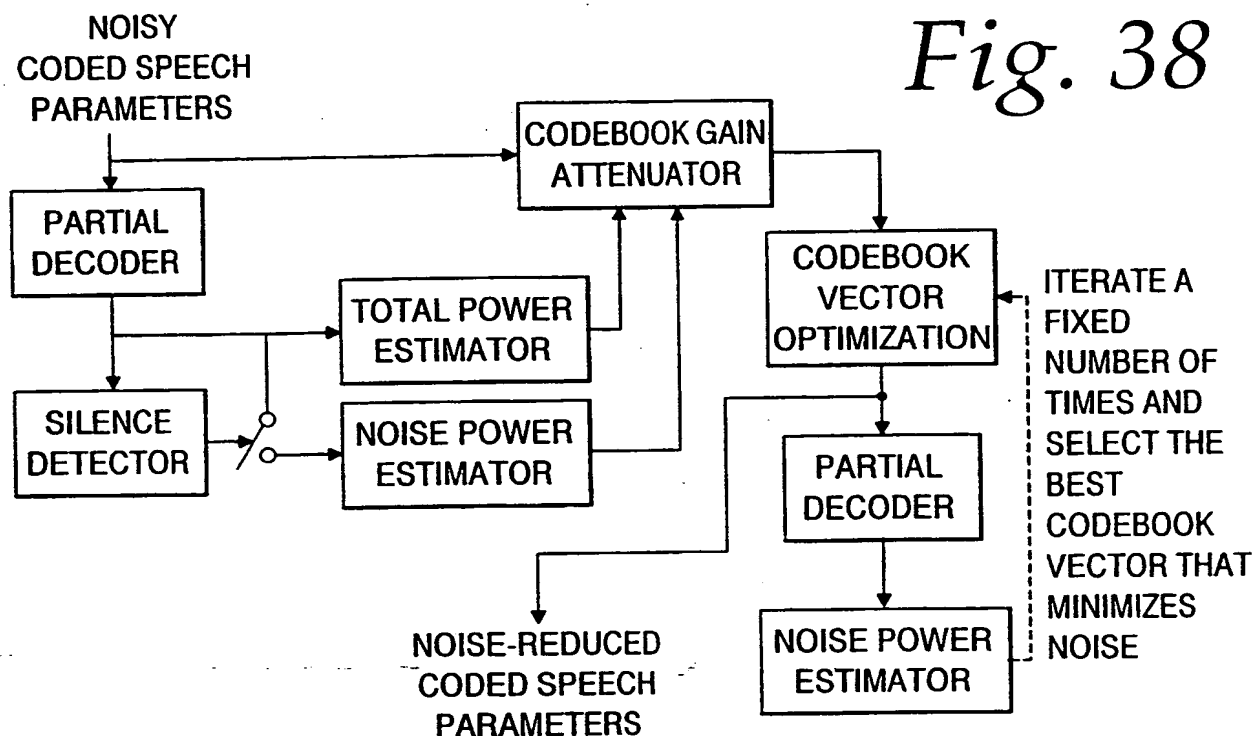 Fig. 38
NOISY
CODED SPEECH
PARAMETERS
CODEBOOK GAIN
ATTENUATOR
PARTIAL
DECODER
CODEBOOK
VECTOR
OPTIMIZATION
TOTAL POWER
ESTIMATOR
SILENCE
DETECTOR
NOISE POWER
ESTIMATOR
PARTIAL
DECODER
NOISE POWER
ESTIMATOR
ITERATE A
FIXED
NUMBER OF
TIMES AND
SELECT THE
BEST
CODEBOOK
VECTOR THAT
MINIMIZES
NOISE
NOISE-REDUCED
CODED SPEECH
PARAMETERS